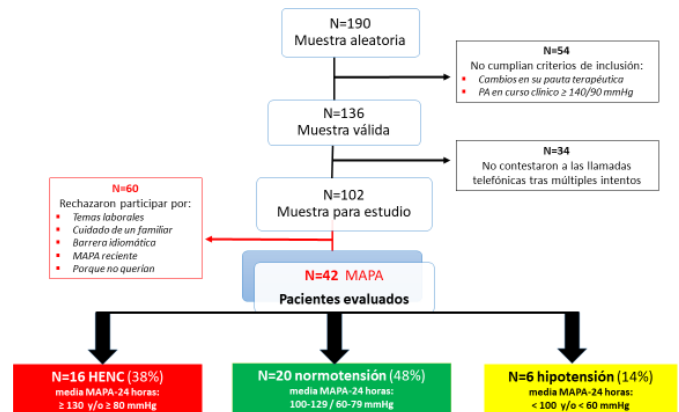 N=190
Muestra aleatoria
N=54
No cumplian criterios de inclusión:
Cambios en su pauta terapéutica
PA en curso clínico ≥ 140/90 mmHg
N=136
Muestra válida
N=34
No contestaron a las llamadas
telefónicas tras múltiples intentos
N=60
Rechazaron participar por:
Temas laborales
Cuidado de un familiar
Barrera idiomática
MAPA reciente
Porque no querian
N=102
Muestra para estudio
N=42 MAPA
Pacientes evaluados
N=16 HENC (38%)
media MAPA-24 horas:
≥ 130 y/o ≥ 80 mmHg
N=20 normotensión (48%)
media MAPA-24 horas:
100-129 / 60-79 mmHg
N=6 hipotensión (14%)
media MAPA-24 horas:
< 100 y/o < 60 mmHg